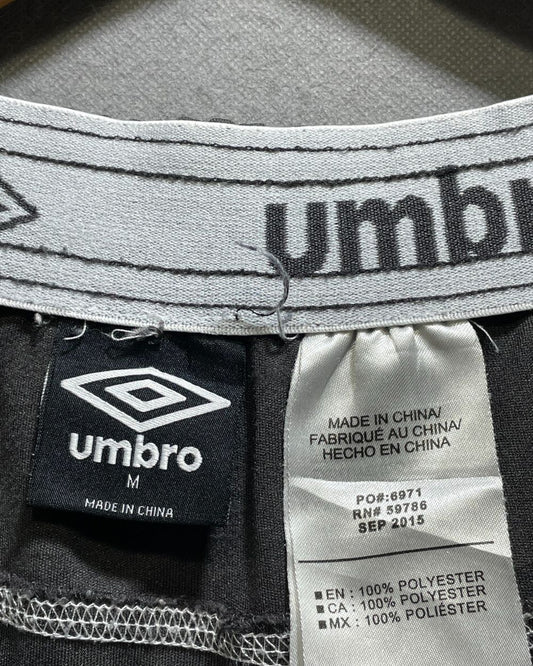 umbr
umbro
M
MADE IN CHINA
MADE IN CHINA/
FABRIQUÉ AU CHINA/
HECHO EN CHINA
PO#:6971
RN# 59786
SEP 2015
■EN : 100% POLYESTER
■CA : 100% POLYESTER
■MX : 100% POLIÉSTER